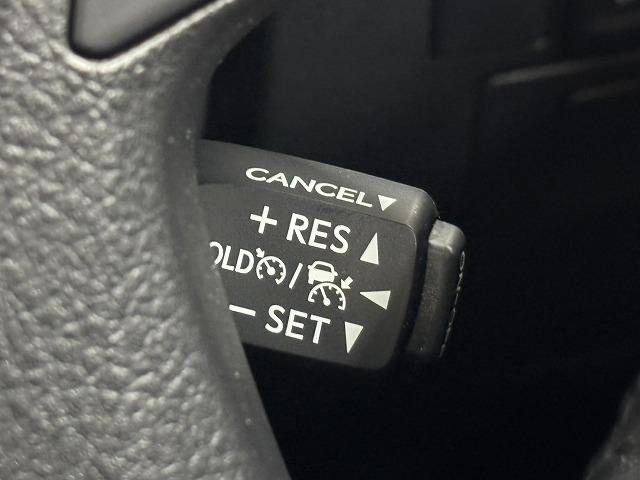 CANCEL▼
+ RES ▲
OLD / ◀
− SET ▼